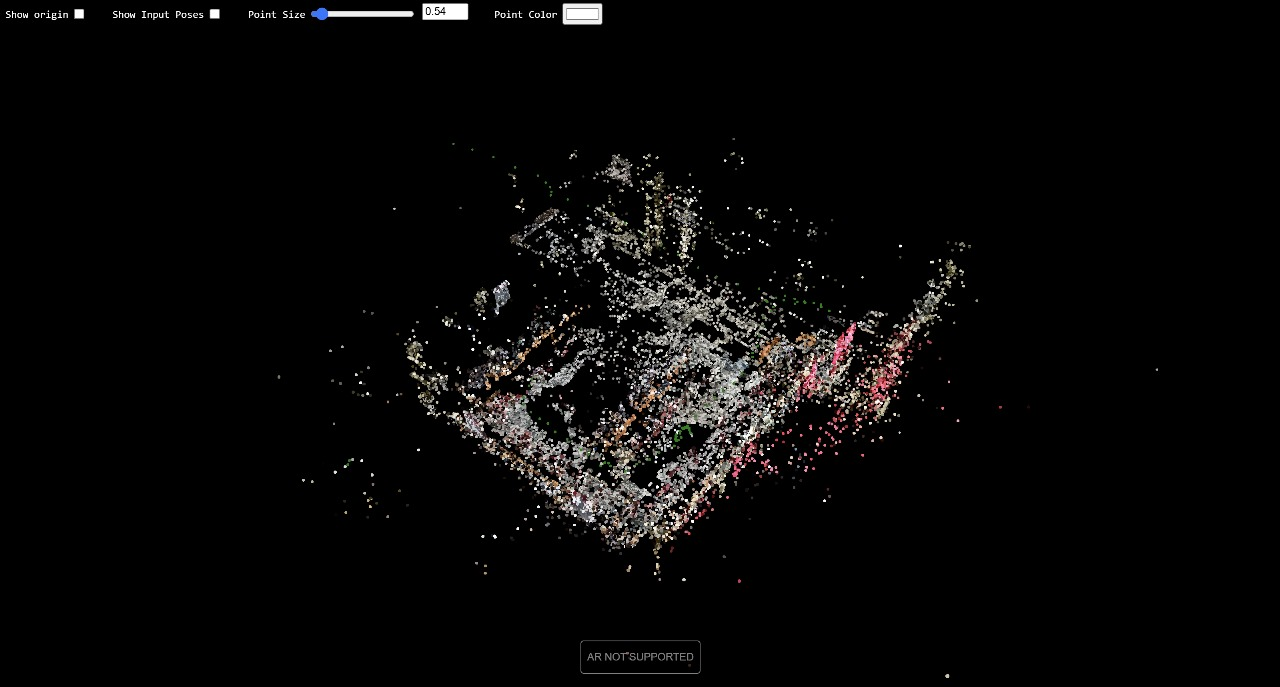 Show origin Show Input Poses Point Size 0.54 Point Color
AR NOT SUPPORTED